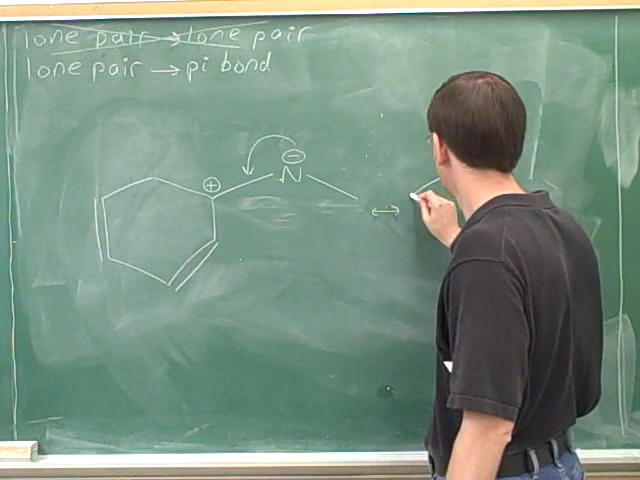 lone pair → lone pair
lone pair → pi bond
⊕ ⊖
N
↔